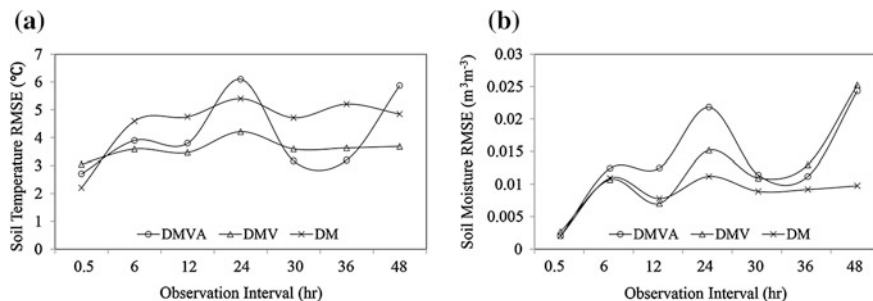 (a)
Soil Temperature RMSE (℃)
7
6
5
4
3
2
1
0
DMVA DMV DM
0.5 6 12 24 30 36 48
Observation Interval (hr)
(b)
Soil Moisture RMSE (m³m⁻³)
0.03
0.025
0.02
0.015
0.01
0.005
0
DMVA DMV DM
0.5 6 12 24 30 36 48
Observation Interval (hr)